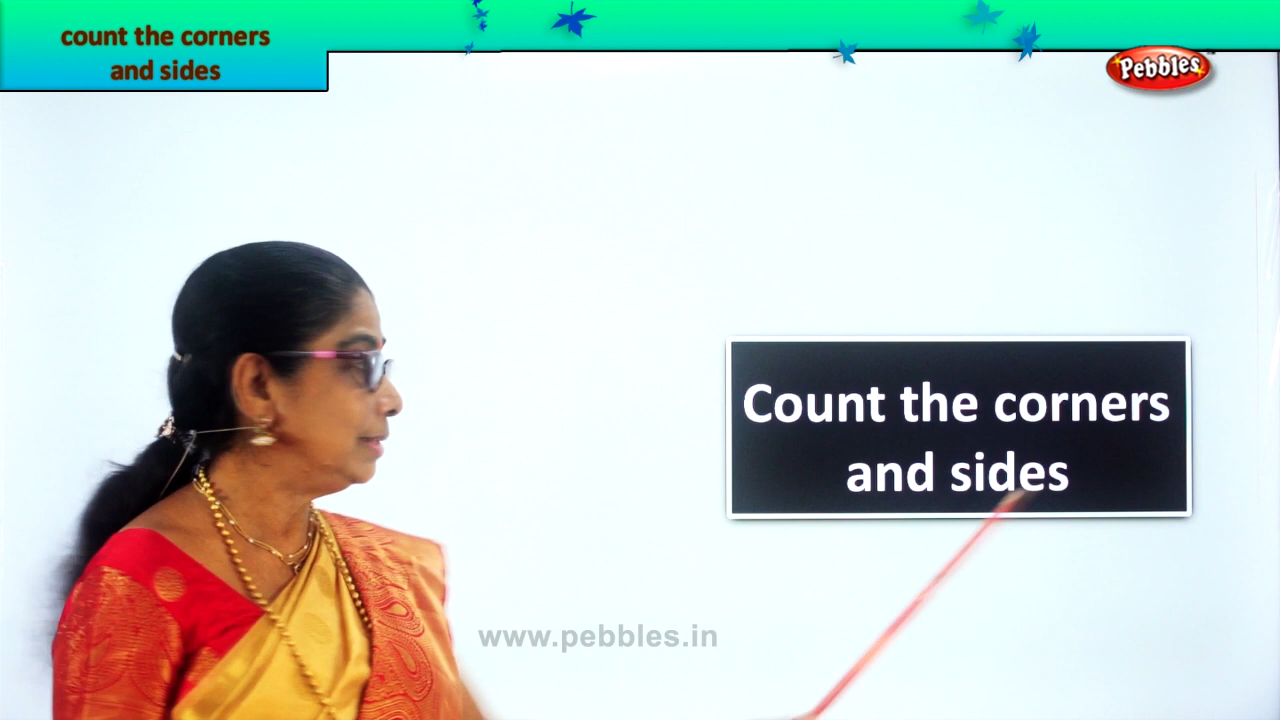 count the corners
and sides
Pebbles
Count the corners
and sides
www.pebbles.in